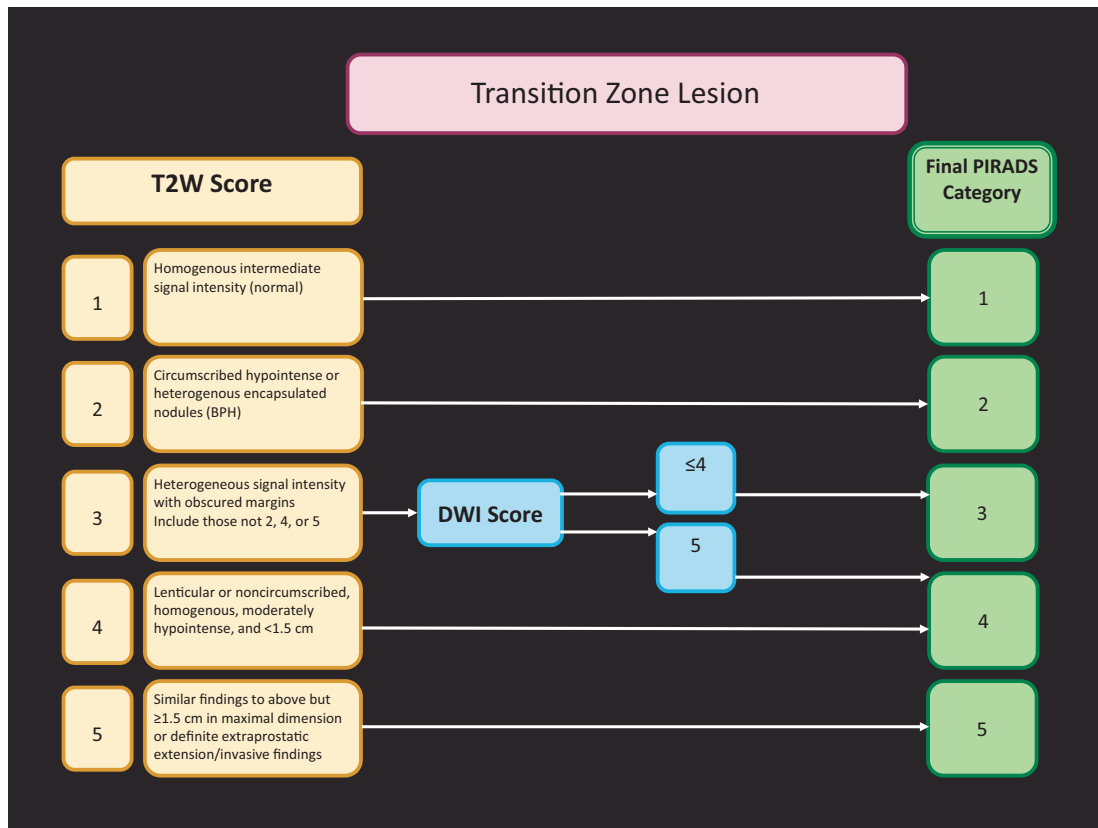 Transition Zone Lesion
T2W Score
Final PIRADS
Category
1
Homogenous intermediate
signal intensity (normal)
1
2
Circumscribed hypointense or
heterogenous encapsulated
nodules (BPH)
2
3
Heterogeneous signal intensity
with obscured margins
Include those not 2, 4, or 5
DWI Score
≤4
5
3
4
Lenticular or noncircumscribed,
homogenous, moderately
hypointense, and <1.5 cm
4
5
Similar findings to above but
≥1.5 cm in maximal dimension
or definite extraprostatic
extension/invasive findings
5